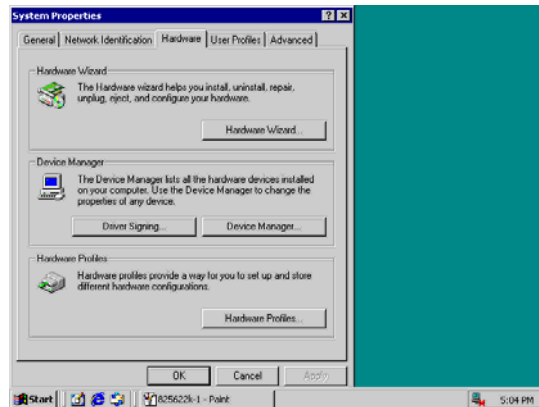 System Properties
General Network Identification Hardware User Profiles Advanced
Hardware Wizard
The Hardware wizard helps you install, uninstall, repair,
unplug, eject, and configure your hardware.
Hardware Wizard...
Device Manager
The Device Manager lists all the hardware devices installed
on your computer. Use the Device Manager to change the
properties of any device.
Driver Signing... Device Manager...
Hardware Profiles
Hardware profiles provide a way for you to set up and store
different hardware configurations.
Hardware Profiles...
OK Cancel Apply
Start 825622k-1 - Paint 5:04 PM